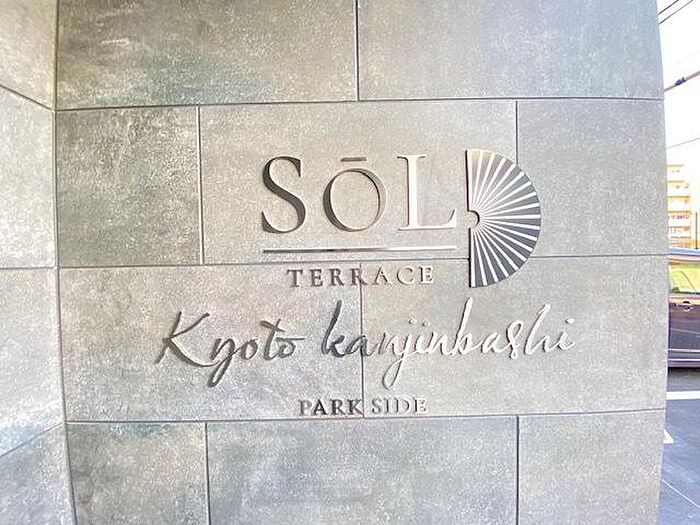 SōL
TERRACE
Kyoto kanjinbashi
PARK SIDE